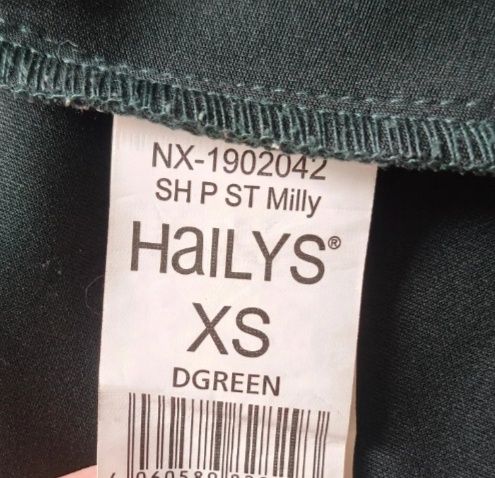 NX-1902042
SH P ST Milly
HaiLYS®
XS
DGREEN